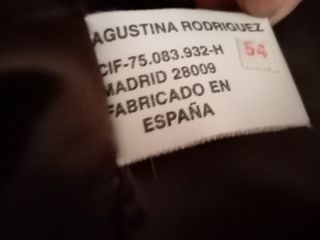 AGUSTINA RODRIGUEZ
CIF-75.083.932-H
54
MADRID 28009
FABRICADO EN
ESPAÑA